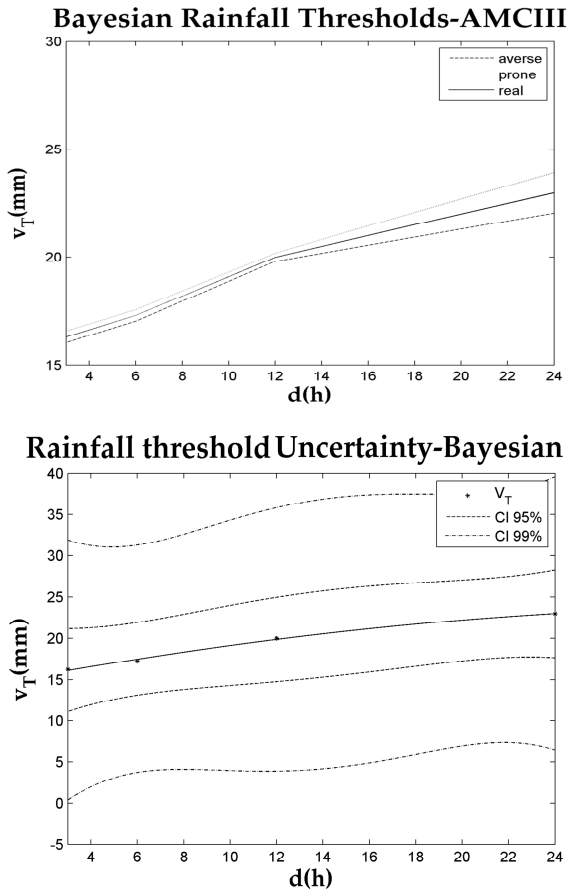 Bayesian Rainfall Thresholds-AMCIII
30
25
20
15
v_T(mm)
averse
prone
real
4 6 8 10 12 14 16 18 20 22 24
d(h)
Rainfall threshold Uncertainty-Bayesian
40
35
30
25
20
15
10
5
0
-5
v_T(mm)
V_T
CI 95%
CI 99%
4 6 8 10 12 14 16 18 20 22 24
d(h)